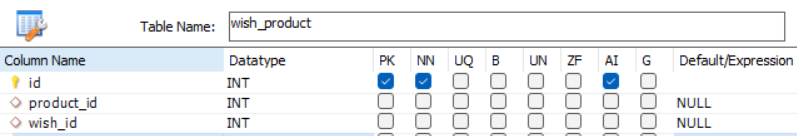 Table Name: wish_product
Column Name Datatype PK NN UQ B UN ZF AI G Default/Expression
id INT
product_id INT NULL
wish_id INT NULL